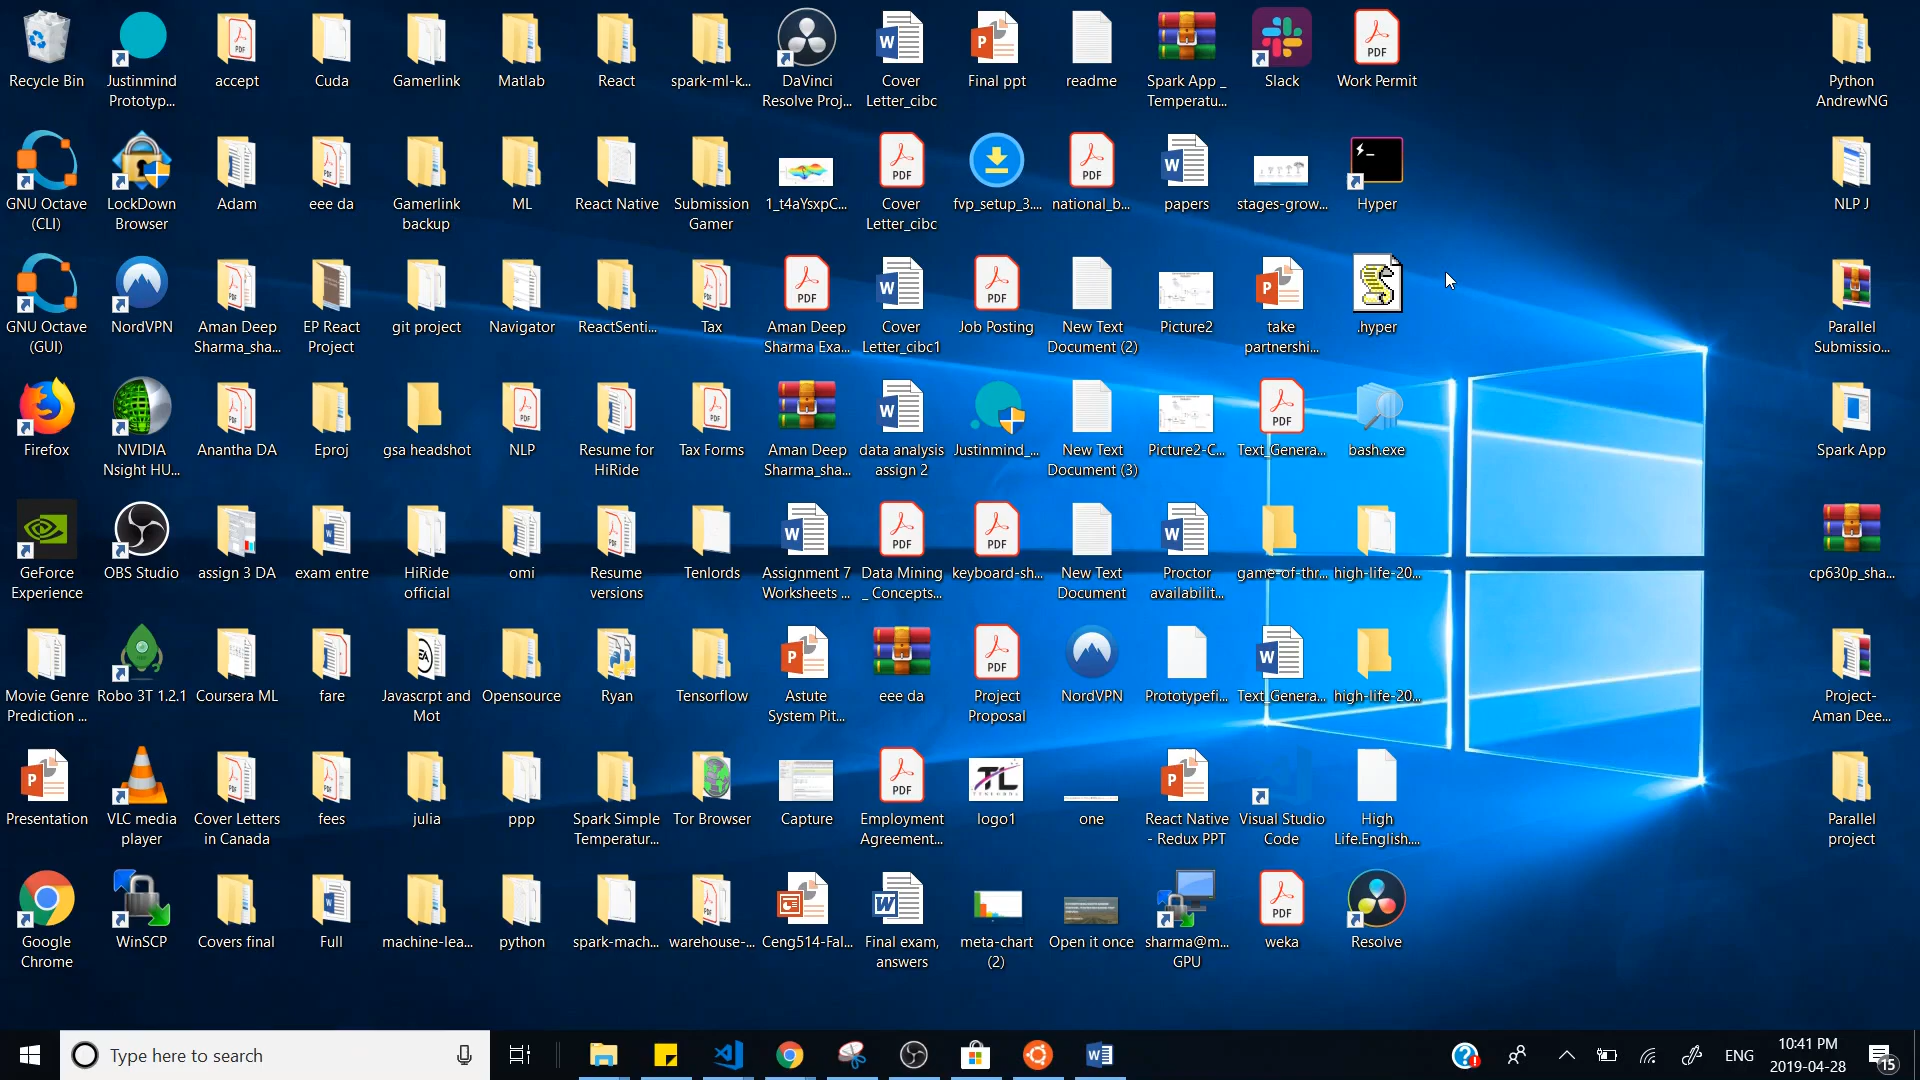 Recycle Bin
Justinmind
Prototyp...
accept
Cuda
Gamerlink
Matlab
React
spark-ml-k...
DaVinci
Resolve Proj...
Cover
Letter_cibc
Final ppt
readme
Spark App _
Temperatu...
Slack
Work Permit
Python
AndrewNG
GNU Octave
(CLI)
LockDown
Browser
Adam
eee da
Gamerlink
backup
ML
React Native
Submission
Gamer
1_t4aYsxpC...
Cover
Letter_cibc
fvp_setup_3....
national_b...
papers
stages-grow...
Hyper
NLP J
GNU Octave
(GUI)
NordVPN
Aman Deep
Sharma_sha...
EP React
Project
git project
Navigator
ReactSenti...
Tax
Aman Deep
Sharma Exa...
Cover
Letter_cibc1
Job Posting
New Text
Document (2)
Picture2
take
partnershi...
.hyper
Parallel
Submissio...
Firefox
NVIDIA
Nsight HU...
Anantha DA
Eproj
gsa headshot
NLP
Resume for
HiRide
Tax Forms
Aman Deep
Sharma_sha...
data analysis
assign 2
Justinmind_...
New Text
Document (3)
Picture2-C...
Text_Genera...
bash.exe
Spark App
GeForce
Experience
OBS Studio
assign 3 DA
exam entre
HiRide
official
omi
Resume
versions
Tenlords
Assignment 7
Worksheets ...
Data Mining
_ Concepts...
keyboard-sh...
New Text
Document
Proctor
availabilit...
game-of-thr...
high-life-20...
cp630p_sha...
Movie Genre
Prediction ...
Robo 3T 1.2.1
Coursera ML
fare
Javascrpt and
Mot
Opensource
Ryan
Tensorflow
Astute
System Pit...
eee da
Project
Proposal
NordVPN
Prototypefi...
Text_Genera...
high-life-20...
Project-
Aman Dee...
Presentation
VLC media
player
Cover Letters
in Canada
fees
julia
ppp
Spark Simple
Temperatur...
Tor Browser
Capture
Employment
Agreement...
TL
logo1
one
React Native
- Redux PPT
Visual Studio
Code
High
Life.English....
Parallel
project
Google
Chrome
WinSCP
Covers final
Full
machine-lea...
python
spark-mach...
warehouse-...
Ceng514-Fal...
Final exam,
answers
meta-chart
(2)
Open it once
sharma@m...
GPU
weka
Resolve
Type here to search
ENG
10:41 PM
2019-04-28
15